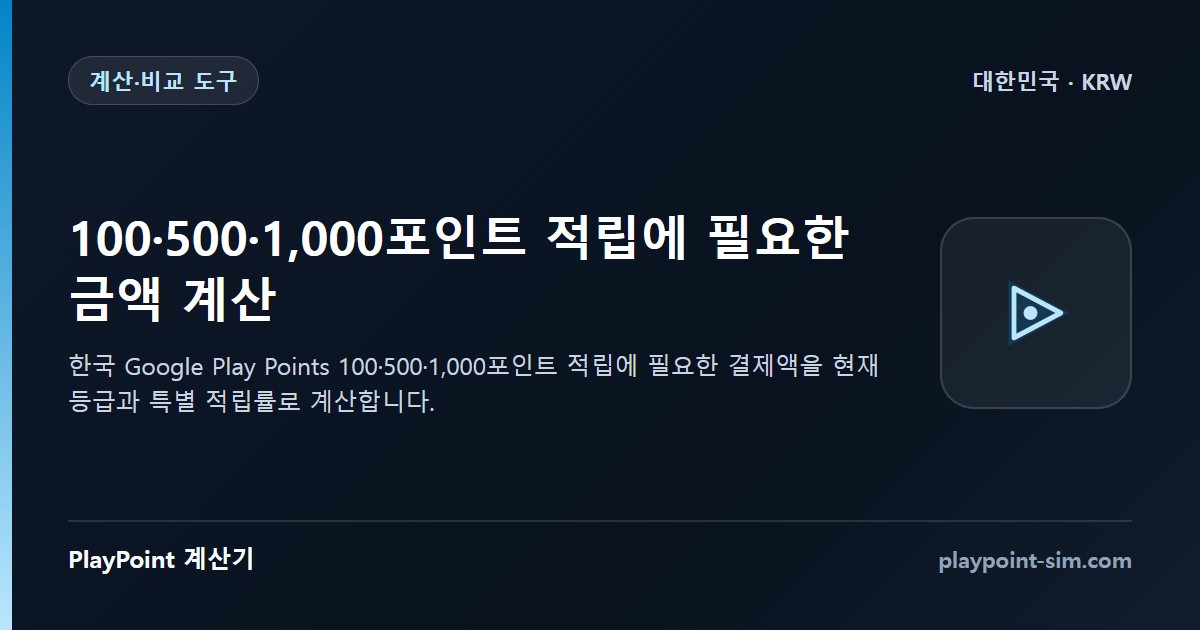 계산·비교 도구
대한민국 · KRW
100·500·1,000포인트 적립에 필요한
금액 계산
한국 Google Play Points 100·500·1,000포인트 적립에 필요한 결제액을 현재
등급과 특별 적립률로 계산합니다.
PlayPoint 계산기
playpoint-sim.com